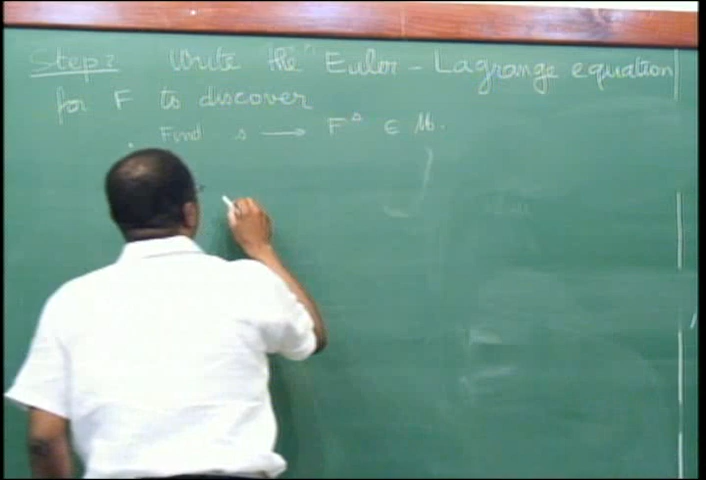 Step 2 Write the "Euler - Lagrange equation
for F to discover
. Find s → F^s ∈ M.